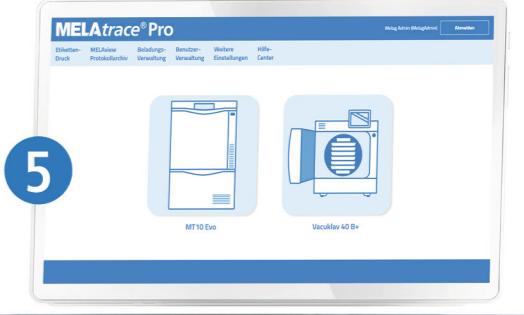 MELAtrace® Pro
Melag Admin (MelagAdmin)
Abmelden
Etiketten-
Druck
MELAview
Protokollarchiv
Beladungs-
Verwaltung
Benutzer-
Verwaltung
Weitere
Einstellungen
Hilfe-
Center
5
MT10 Evo
Vacuklav 40 B+